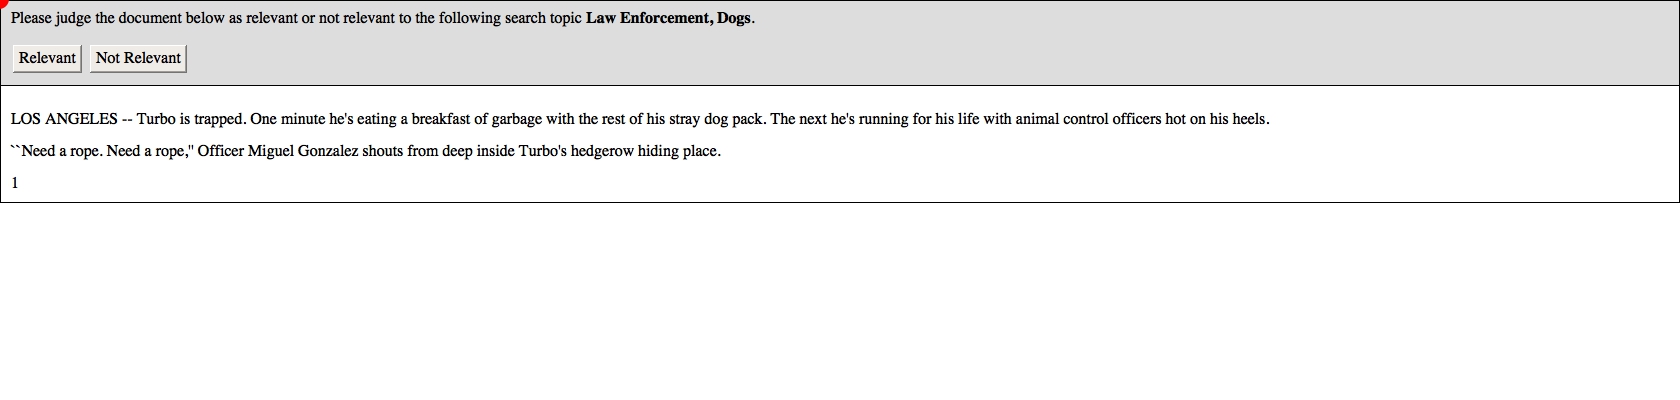 Please judge the document below as relevant or not relevant to the following search topic Law Enforcement, Dogs.
Relevant Not Relevant
LOS ANGELES -- Turbo is trapped. One minute he's eating a breakfast of garbage with the rest of his stray dog pack. The next he's running for his life with animal control officers hot on his heels.
``Need a rope. Need a rope,'' Officer Miguel Gonzalez shouts from deep inside Turbo's hedgerow hiding place.
1